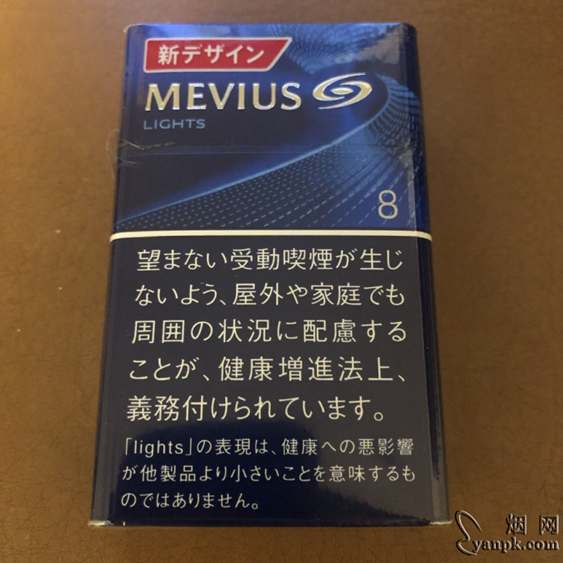 新デザイン
MEVIUS
LIGHTS
8
望まない受動喫煙が生じ
ないよう、屋外や家庭でも
周囲の状況に配慮する
ことが、健康増進法上、
義務付けられています。
「lights」の表現は、健康への悪影響
が他製品より小さいことを意味するも
のではありません。
烟网
yanpk.com